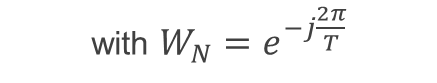 with $W_N = e^{-j\frac{2\pi}{T}}$